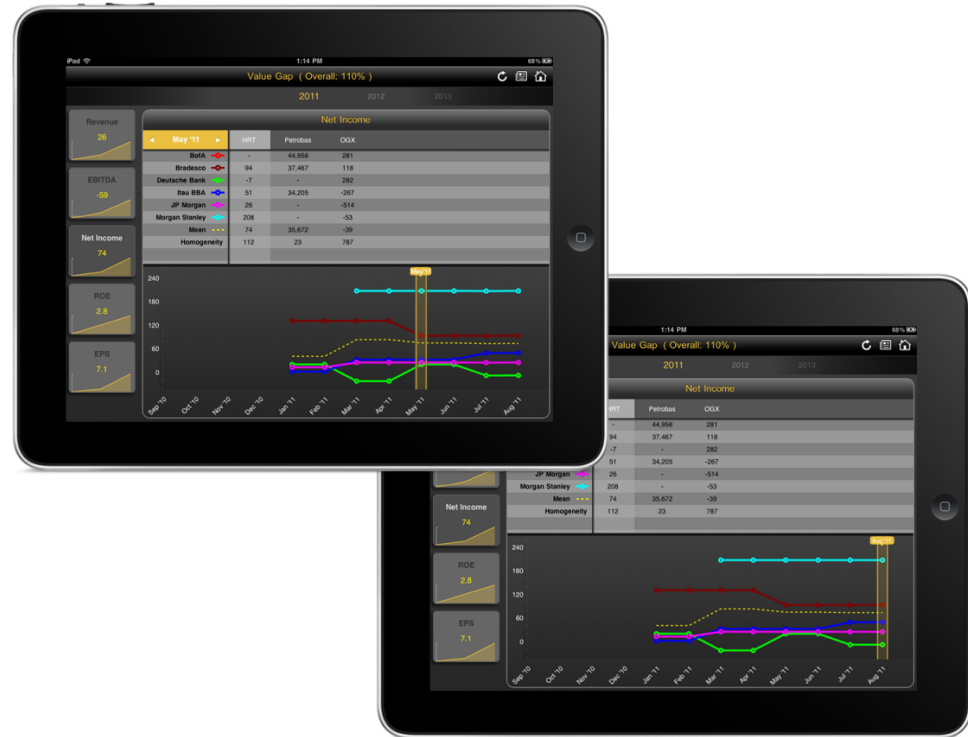 iPad 1:14 PM 68%
Value Gap ( Overall: 110% )
2011 2012 2013
Revenue
26
EBITDA
-59
Net Income
74
ROE
2.8
EPS
7.1
Net Income
May '11 HRT Petrobas OGX
BofA - 44,958 281
Bradesco 94 37,467 118
Deutsche Bank -7 - 282
Itau BBA 51 34,205 -267
JP Morgan 26 - -514
Morgan Stanley 208 - -53
Mean 74 35,672 -39
Homogeneity 112 23 787
May'11
240
180
120
60
0
Sep '10 Oct '10 Nov '10 Dec '10 Jan '11 Feb '11 Mar '11 Apr '11 May '11 Jun '11 Jul '11 Aug '11
1:14 PM 68%
Value Gap ( Overall: 110% )
2011 2012 2013
Net Income
74
ROE
2.8
EPS
7.1
Net Income
HRT Petrobas OGX
- 44,958 281
94 37,467 118
-7 - 282
51 34,205 -267
JP Morgan 26 - -514
Morgan Stanley 208 - -53
Mean 74 35,672 -39
Homogeneity 112 23 787
Aug '11
240
180
120
60
0
Sep '10 Oct '10 Nov '10 Dec '10 Jan '11 Feb '11 Mar '11 Apr '11 May '11 Jun '11 Jul '11 Aug '11